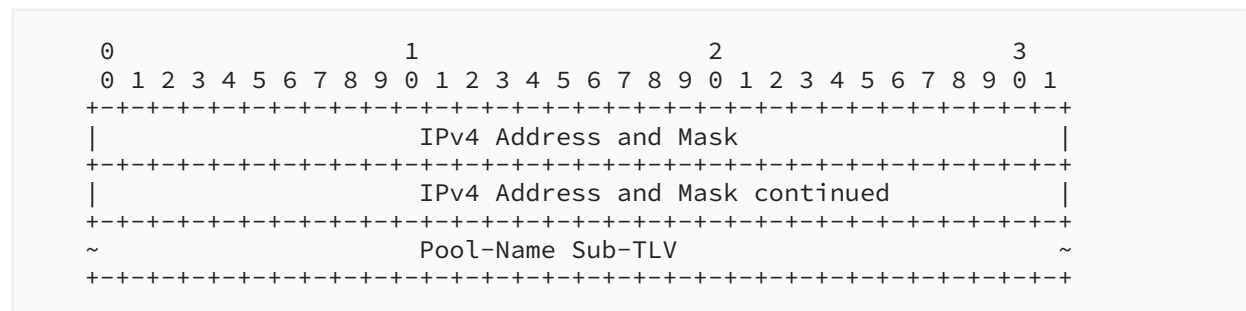 0                   1                   2                   3
 0 1 2 3 4 5 6 7 8 9 0 1 2 3 4 5 6 7 8 9 0 1 2 3 4 5 6 7 8 9 0 1
+-+-+-+-+-+-+-+-+-+-+-+-+-+-+-+-+-+-+-+-+-+-+-+-+-+-+-+-+-+-+-+-+
|                     IPv4 Address and Mask                     |
+-+-+-+-+-+-+-+-+-+-+-+-+-+-+-+-+-+-+-+-+-+-+-+-+-+-+-+-+-+-+-+-+
|                     IPv4 Address and Mask continued           |
+-+-+-+-+-+-+-+-+-+-+-+-+-+-+-+-+-+-+-+-+-+-+-+-+-+-+-+-+-+-+-+-+
~                     Pool-Name Sub-TLV                         ~
+-+-+-+-+-+-+-+-+-+-+-+-+-+-+-+-+-+-+-+-+-+-+-+-+-+-+-+-+-+-+-+-+